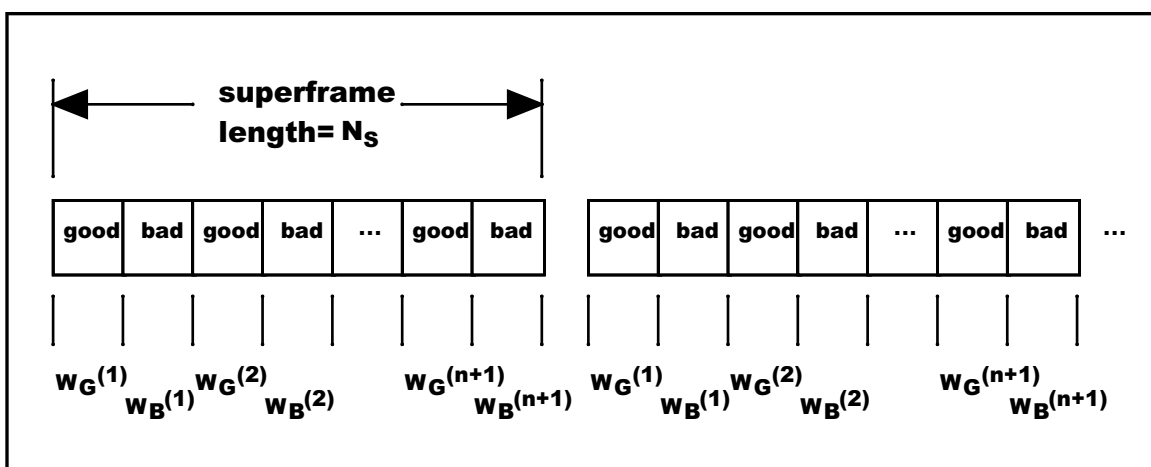 superframe
length= N_S
good bad good bad ... good bad good bad good bad ... good bad ...
w_G^(1) w_G^(2) w_G^(n+1) w_G^(1) w_G^(2) w_G^(n+1)
w_B^(1) w_B^(2) w_B^(n+1) w_B^(1) w_B^(2) w_B^(n+1)